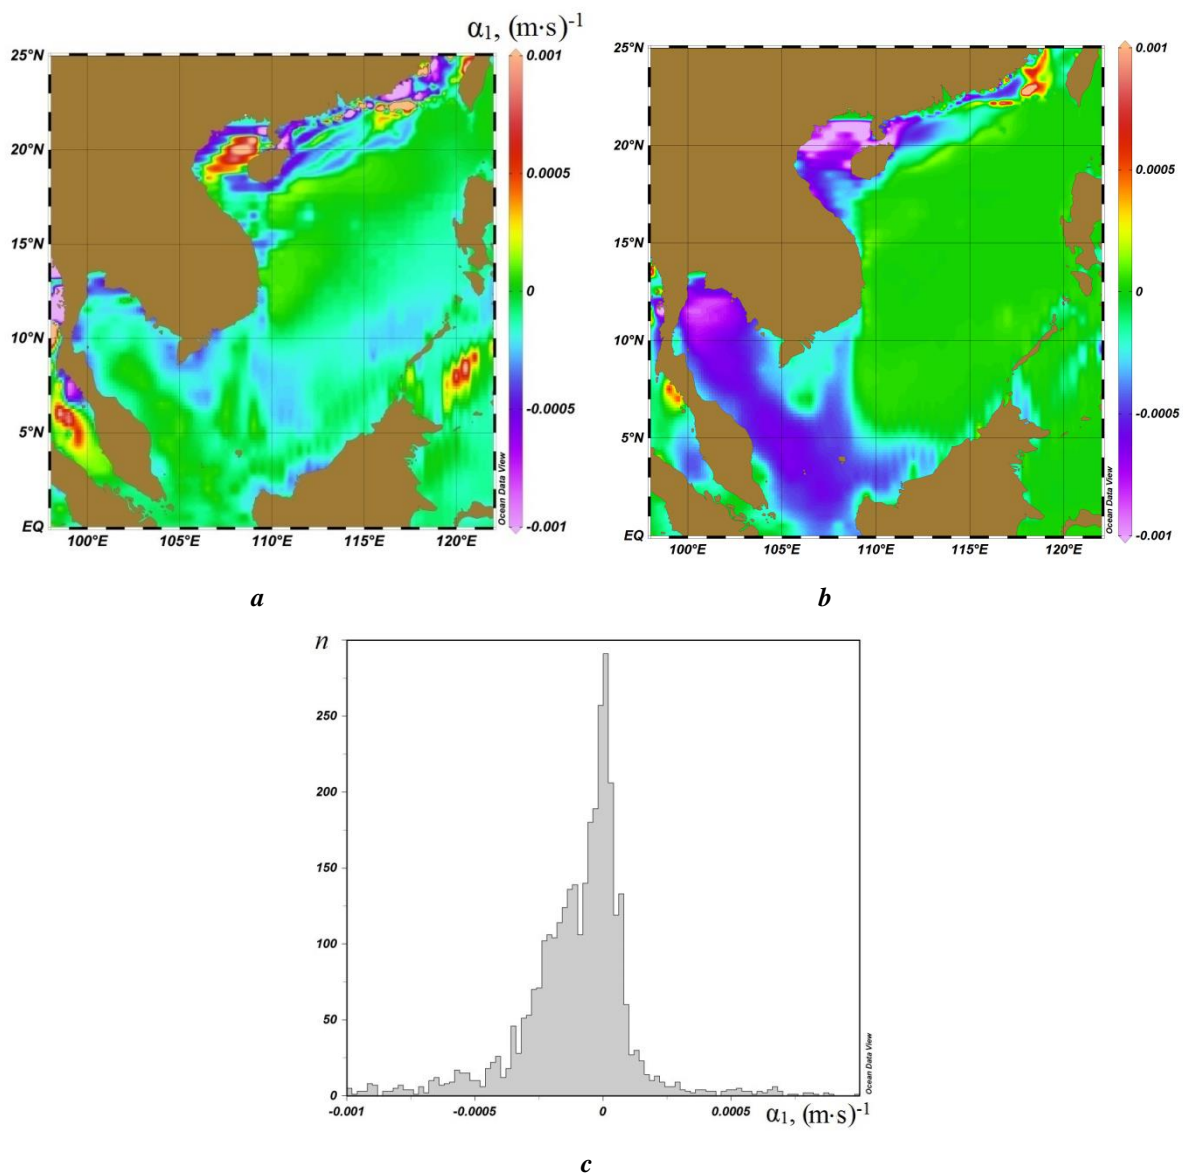 α₁, (m·s)⁻¹
25°N
20°N
15°N
10°N
5°N
EQ
100°E 105°E 110°E 115°E 120°E
0.001
0.0005
0
-0.0005
-0.001
Ocean Data View
a
25°N
20°N
15°N
10°N
5°N
EQ
100°E 105°E 110°E 115°E 120°E
0.001
0.0005
0
-0.0005
-0.001
Ocean Data View
b
n
250
200
150
100
50
0
-0.001 -0.0005 0 0.0005 α₁, (m·s)⁻¹
Ocean Data View
c